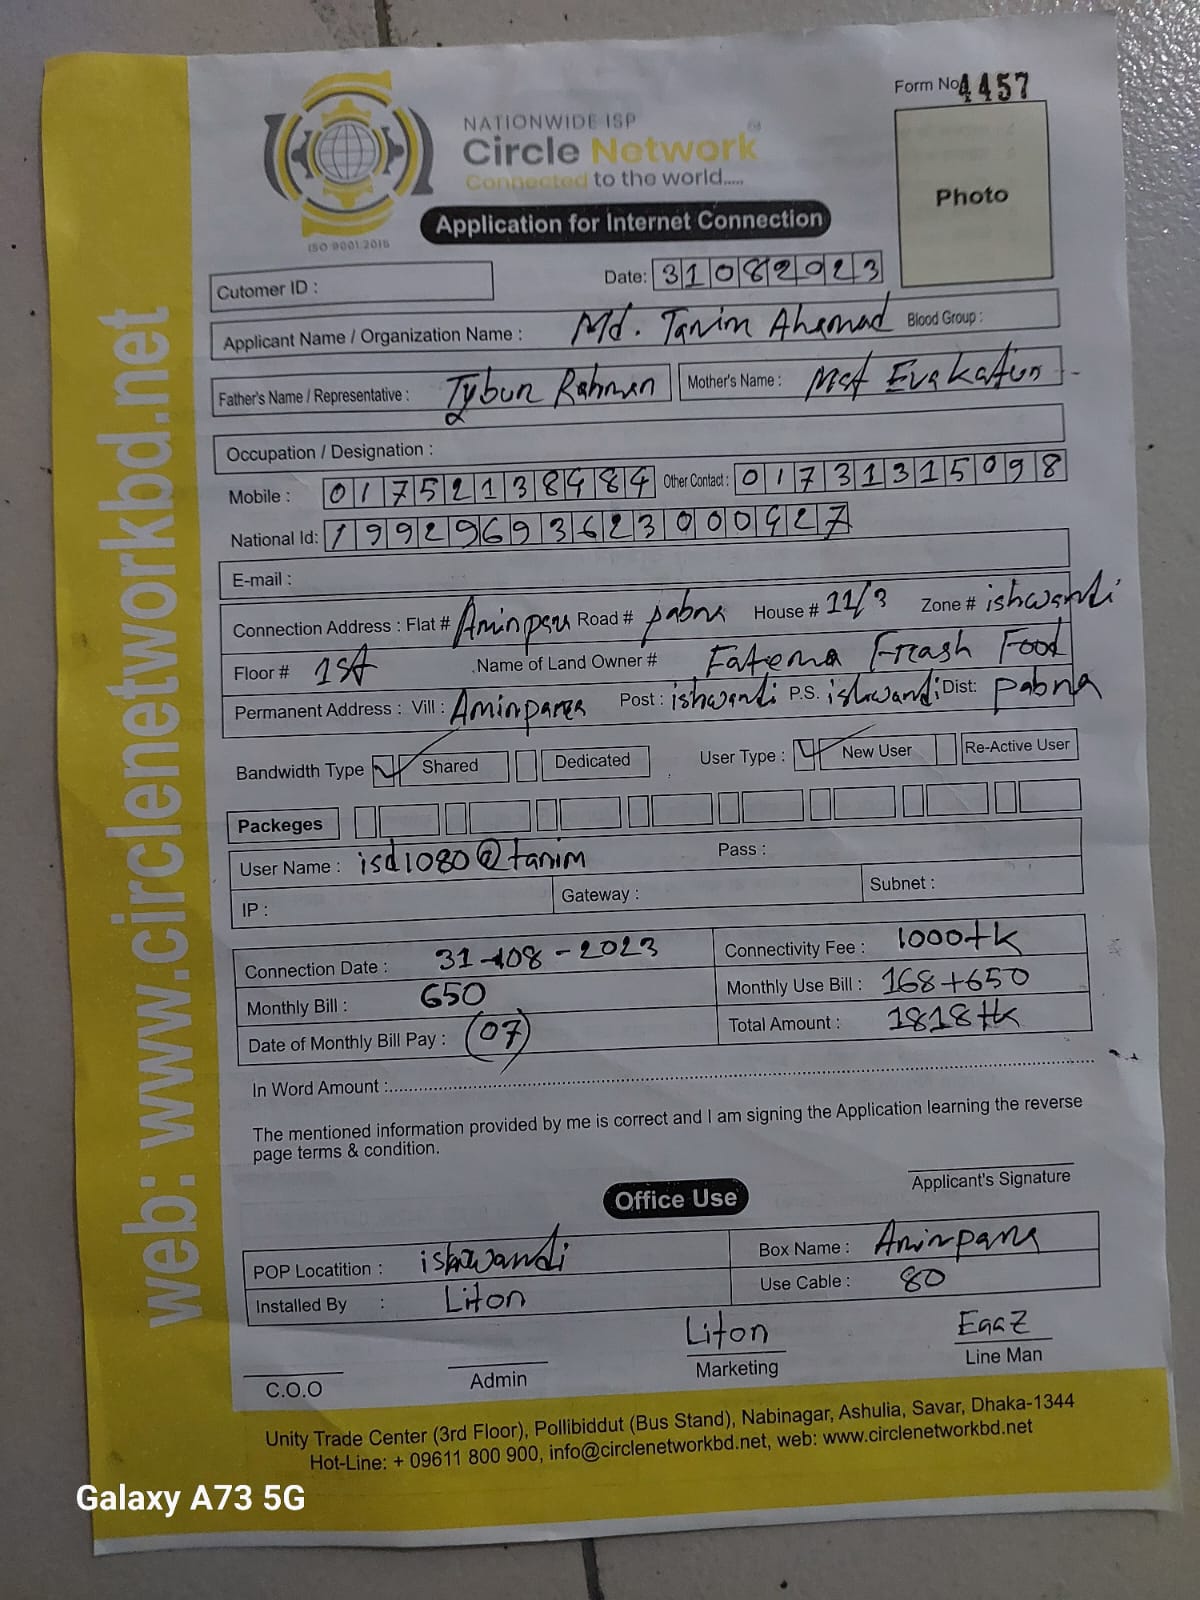 Form No 4457
NATIONWIDE ISP
Circle Network
Connected to the world.....
ISO 9001:2015
Photo
Application for Internet Connection
Cutomer ID :
Date: 31082023
Applicant Name / Organization Name : Md. Tanim Ahemad Blood Group :
Father's Name / Representative : Tybur Rahman Mother's Name : Mst Eva katun
Occupation / Designation :
Mobile : 01752138484 Other Contact : 01731315098
National Id: 19929693623000427
E-mail :
Connection Address : Flat # Aminpara Road # pabna House # 11/3 Zone # ishwardi
Floor # 1st Name of Land Owner # Fatema Freash Food
Permanent Address : Vill : Aminparea Post : ishwardi P.S. ishwardi Dist: pabna
Bandwidth Type Shared Dedicated User Type : New User Re-Active User
Packeges
User Name : isd1080@tanim Pass :
IP : Gateway : Subnet :
Connection Date : 31-08-2023 Connectivity Fee : 1000tk
Monthly Bill : 650 Monthly Use Bill : 168+650
Date of Monthly Bill Pay : (07) Total Amount : 1818tk
In Word Amount :
The mentioned information provided by me is correct and I am signing the Application learning the reverse
page terms & condition.
Applicant's Signature
Office Use
POP Locatition : ishwardi Box Name : Aminpara
Installed By : Liton Use Cable : 80
Liton Eaaz
C.O.O Admin Marketing Line Man
Unity Trade Center (3rd Floor), Pollibiddut (Bus Stand), Nabinagar, Ashulia, Savar, Dhaka-1344
Hot-Line: + 09611 800 900, info@circlenetworkbd.net, web: www.circlenetworkbd.net
web: www.circlenetworkbd.net
Galaxy A73 5G